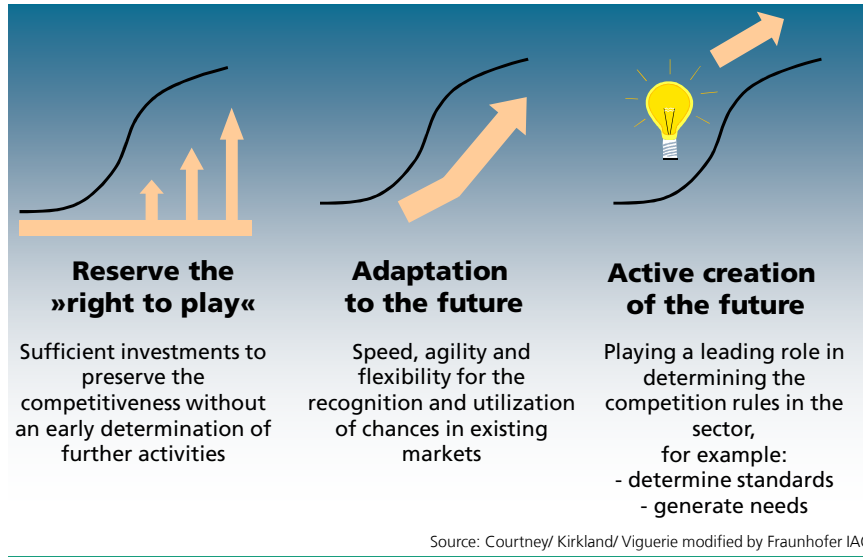 Reserve the
»right to play«
Sufficient investments to
preserve the
competitiveness without
an early determination of
further activities
Adaptation
to the future
Speed, agility and
flexibility for the
recognition and utilization
of chances in existing
markets
Active creation
of the future
Playing a leading role in
determining the
competition rules in the
sector,
for example:
- determine standards
- generate needs
Source: Courtney/ Kirkland/ Viguerie modified by Fraunhofer